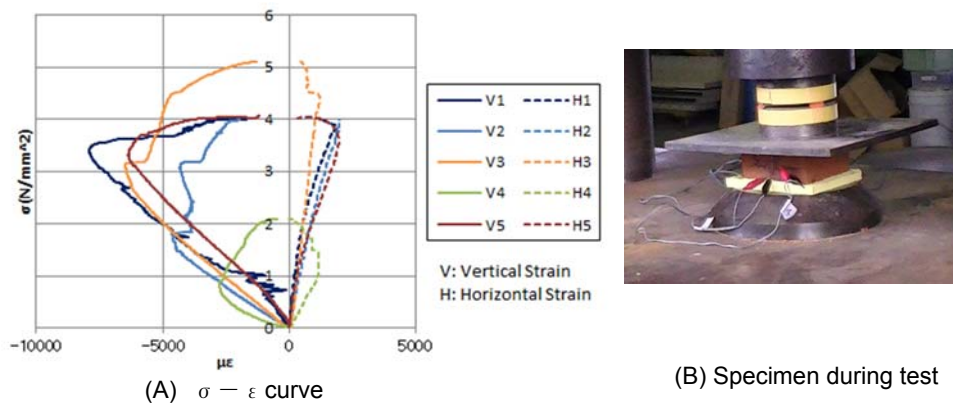 6
5
4
3
2
1
0
σ(N/mm^2)
-10000 -5000 0 5000
με
V1 H1
V2 H2
V3 H3
V4 H4
V5 H5
V: Vertical Strain
H: Horizontal Strain
(A) σ － ε curve
(B) Specimen during test